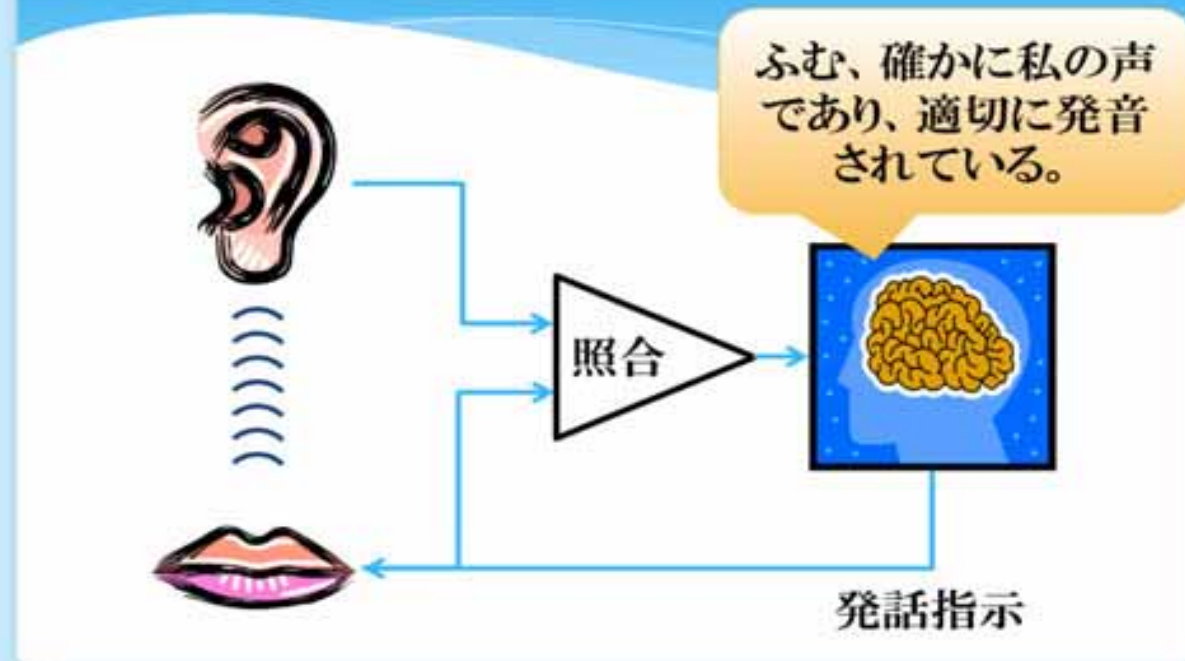 ふむ、確かに私の声
であり、適切に発音
されている。
照合
発話指示